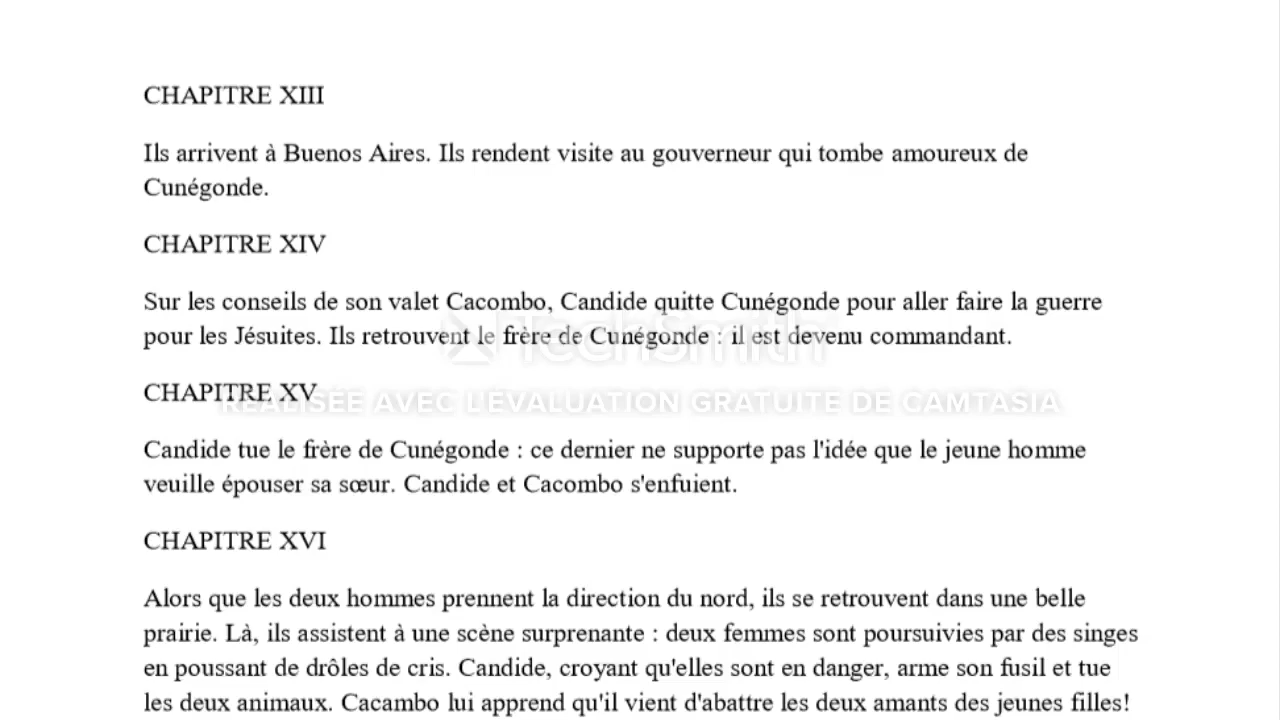 CHAPITRE XIII
Ils arrivent à Buenos Aires. Ils rendent visite au gouverneur qui tombe amoureux de
Cunégonde.
CHAPITRE XIV
Sur les conseils de son valet Cacombo, Candide quitte Cunégonde pour aller faire la guerre
pour les Jésuites. Ils retrouvent le frère de Cunégonde : il est devenu commandant.
TechSmith
CHAPITRE XV
RÉALISÉE AVEC L'ÉVALUATION GRATUITE DE CAMTASIA
Candide tue le frère de Cunégonde : ce dernier ne supporte pas l'idée que le jeune homme
veuille épouser sa sœur. Candide et Cacombo s'enfuient.
CHAPITRE XVI
Alors que les deux hommes prennent la direction du nord, ils se retrouvent dans une belle
prairie. Là, ils assistent à une scène surprenante : deux femmes sont poursuivies par des singes
en poussant de drôles de cris. Candide, croyant qu'elles sont en danger, arme son fusil et tue
les deux animaux. Cacambo lui apprend qu'il vient d'abattre les deux amants des jeunes filles!